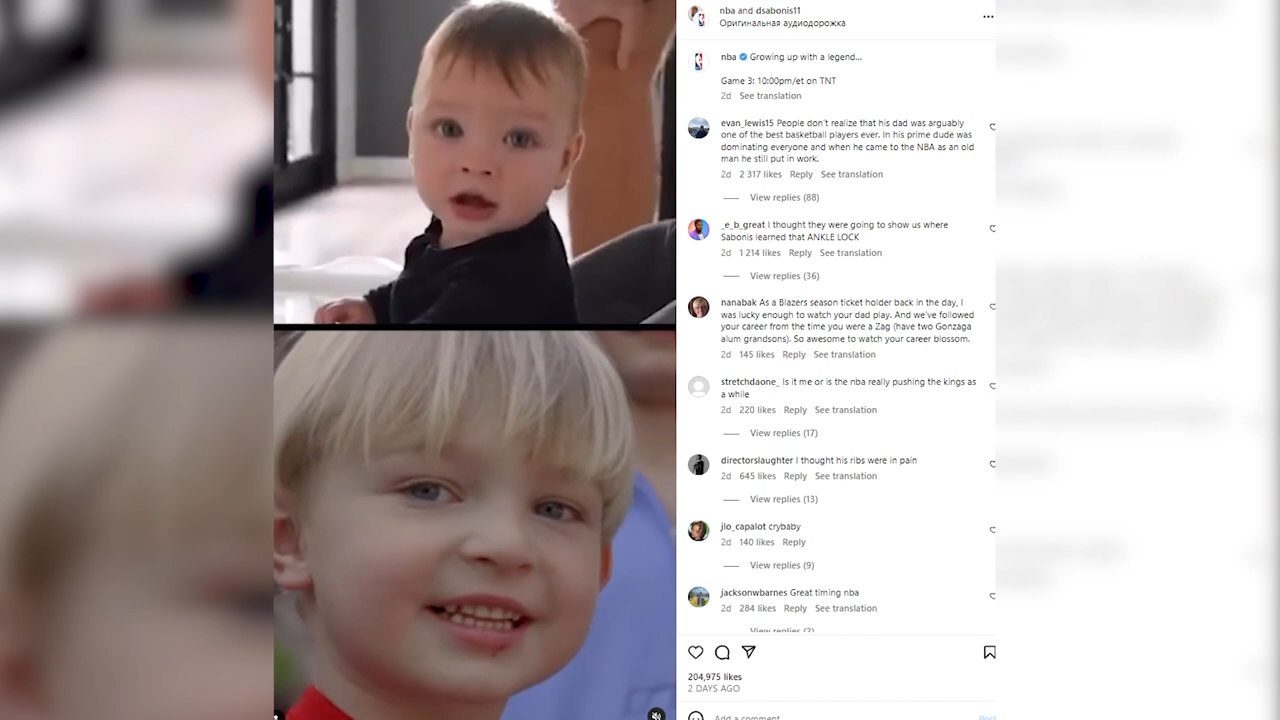 nba and dsabonis11
Оригинальная аудиодорожка
nba Growing up with a legend...
Game 3: 10:00pm/et on TNT
2d See translation
evan_lewis15 People don't realize that his dad was arguably
one of the best basketball players ever. In his prime dude was
dominating everyone and when he came to the NBA as an old
man he still put in work.
2d 2 317 likes Reply See translation
View replies (88)
_e_b_great I thought they were going to show us where
Sabonis learned that ANKLE LOCK
2d 1 214 likes Reply See translation
View replies (36)
nanabak As a Blazers season ticket holder back in the day, I
was lucky enough to watch your dad play. And we've followed
your career from the time you were a Zag (have two Gonzaga
alum grandsons). So awesome to watch your career blossom.
2d 145 likes Reply See translation
stretchdaone_ Is it me or is the nba really pushing the kings as
a while
2d 220 likes Reply See translation
View replies (17)
directorslaughter I thought his ribs were in pain
2d 645 likes Reply See translation
View replies (13)
jlo_capalot crybaby
2d 140 likes Reply
View replies (9)
jacksonwbarnes Great timing nba
2d 284 likes Reply See translation
View replies (2)
204,975 likes
2 DAYS AGO
Add a comment...
Post